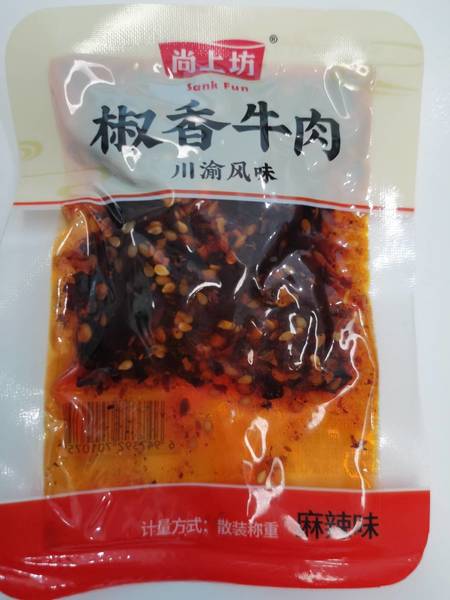 尚上坊®
Sank Fun
椒香牛肉
川渝风味
6942592701075
计量方式：散装称重
麻辣味